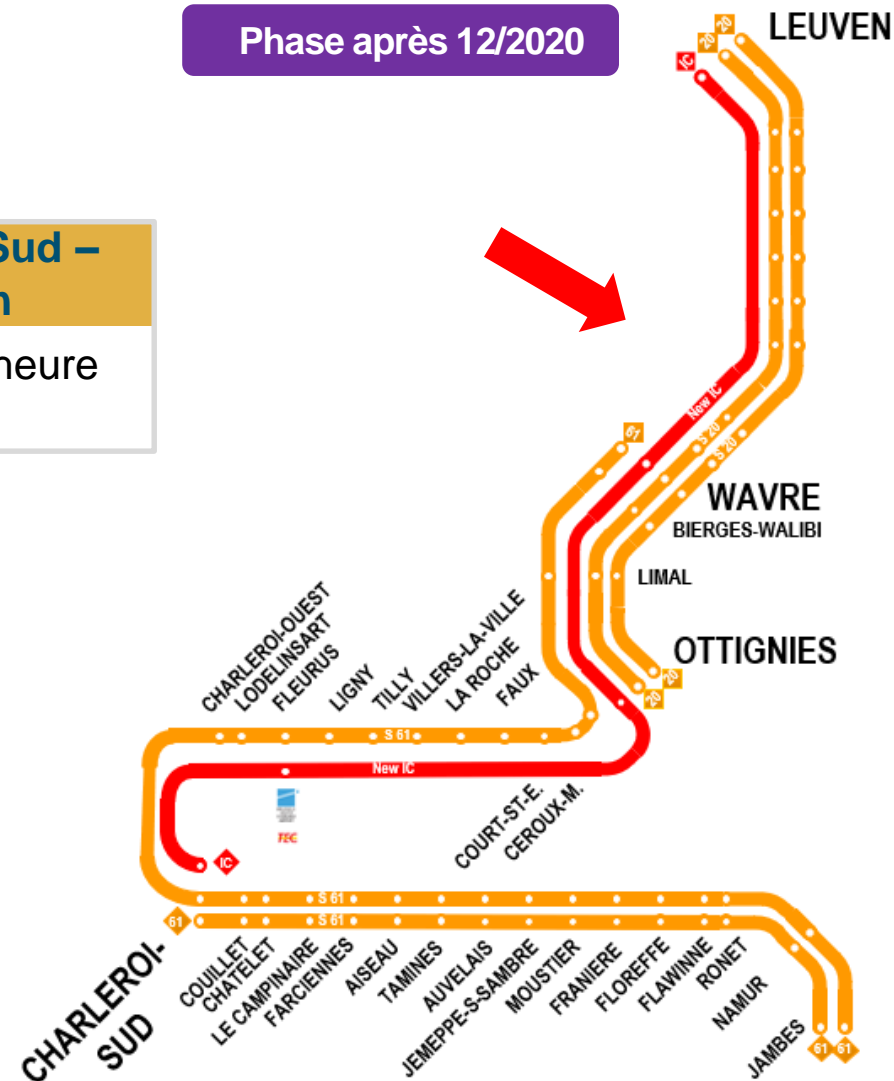 Phase après 12/2020
LEUVEN
20
20
IC
Sud –
n
heure
New IC
S 20
S 20
61
WAVRE
BIERGES-WALIBI
LIMAL
OTTIGNIES
20
20
CHARLEROI-OUEST
LODELINSART
FLEURUS
LIGNY
TILLY
VILLERS-LA-VILLE
LA ROCHE
FAUX
S 61
New IC
COURT-ST-E.
CEROUX-M.
TEC
IC
S 61
S 61
61
CHARLEROI-
SUD
COUILLET
CHATELET
LE CAMPINAIRE
FARCIENNES
AISEAU
TAMINES
AUVELAIS
JEMEPPE-S-SAMBRE
MOUSTIER
FRANIERE
FLOREFFE
FLAWINNE
RONET
NAMUR
JAMBES
61
61